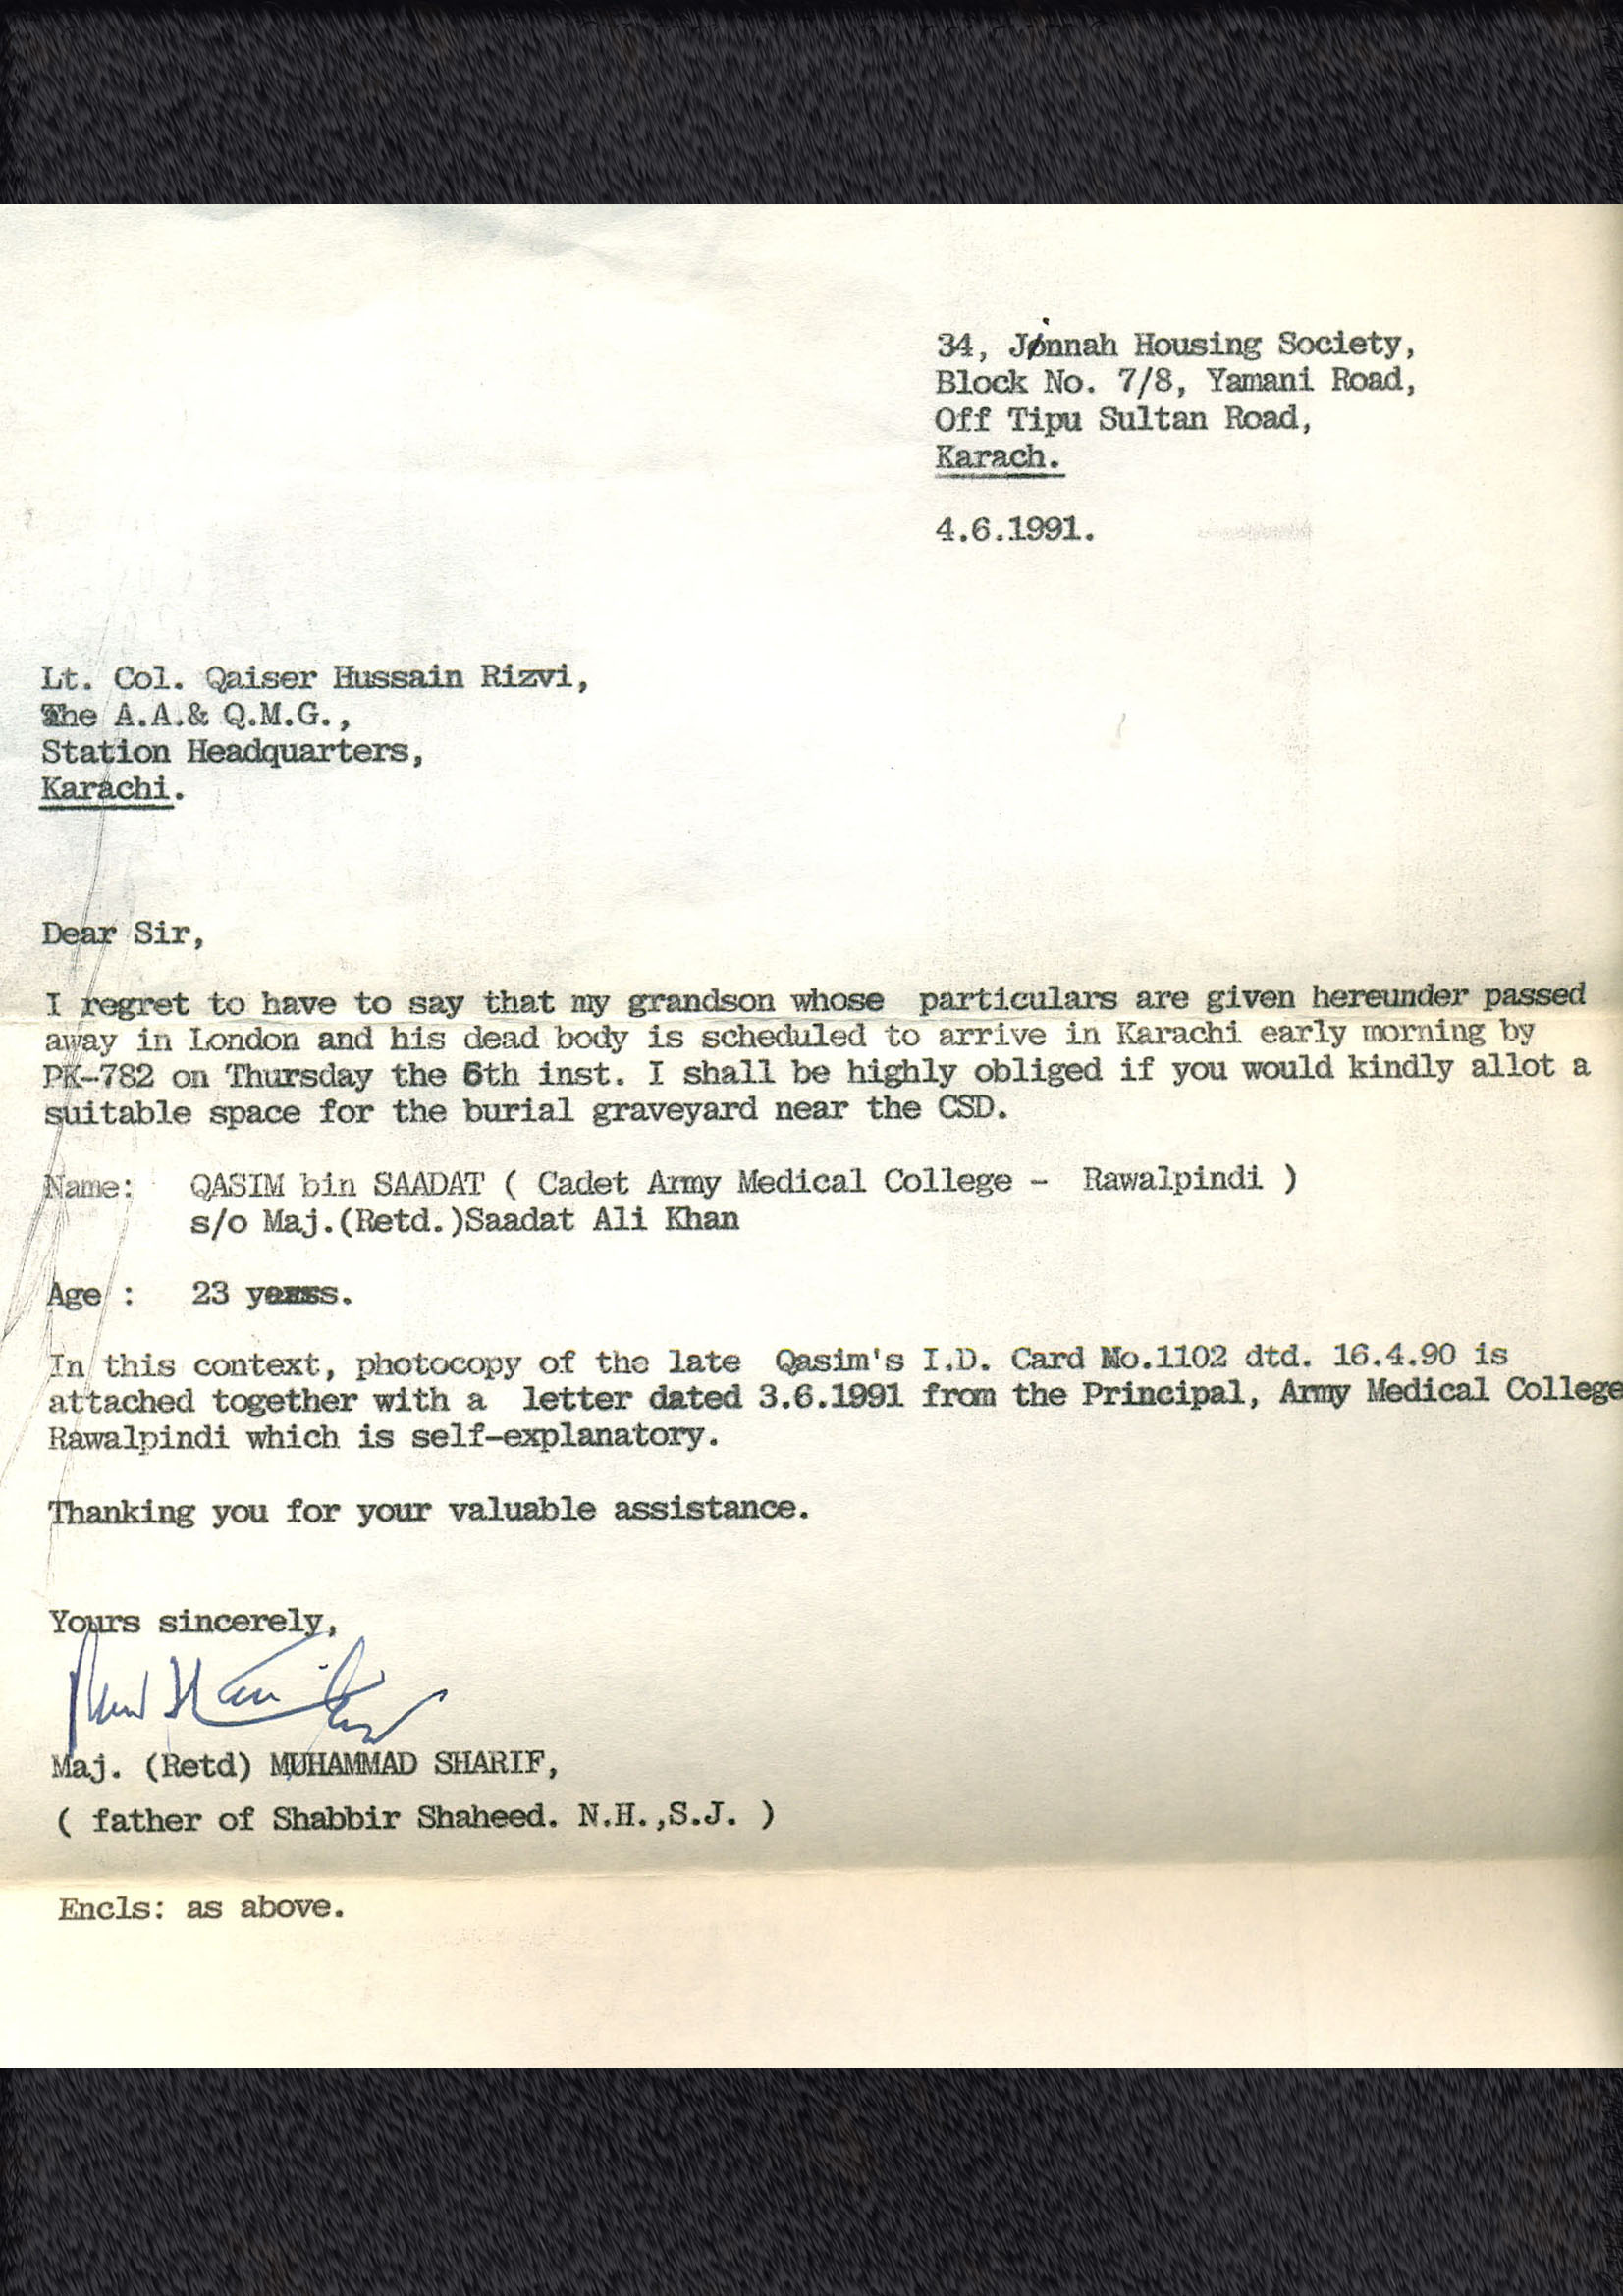 34, Jinnah Housing Society,
Block No. 7/8, Yamani Road,
Off Tipu Sultan Road,
Karach.
4.6.1991.
Lt. Col. Qaiser Hussain Rizvi,
The A.A.& Q.M.G.,
Station Headquarters,
Karachi.
Dear Sir,
I regret to have to say that my grandson whose particulars are given hereunder passed
away in London and his dead body is scheduled to arrive in Karachi early morning by
PK-782 on Thursday the 6th inst. I shall be highly obliged if you would kindly allot a
suitable space for the burial graveyard near the CSD.
Name: QASIM bin SAADAT ( Cadet Army Medical College - Rawalpindi )
s/o Maj.(Retd.)Saadat Ali Khan
Age : 23 years.
In this context, photocopy of the late Qasim's I.D. Card No.1102 dtd. 16.4.90 is
attached together with a letter dated 3.6.1991 from the Principal, Army Medical College
Rawalpindi which is self-explanatory.
Thanking you for your valuable assistance.
Yours sincerely,
Maj. (Retd) MUHAMMAD SHARIF,
( father of Shabbir Shaheed. N.H.,S.J. )
Encls: as above.